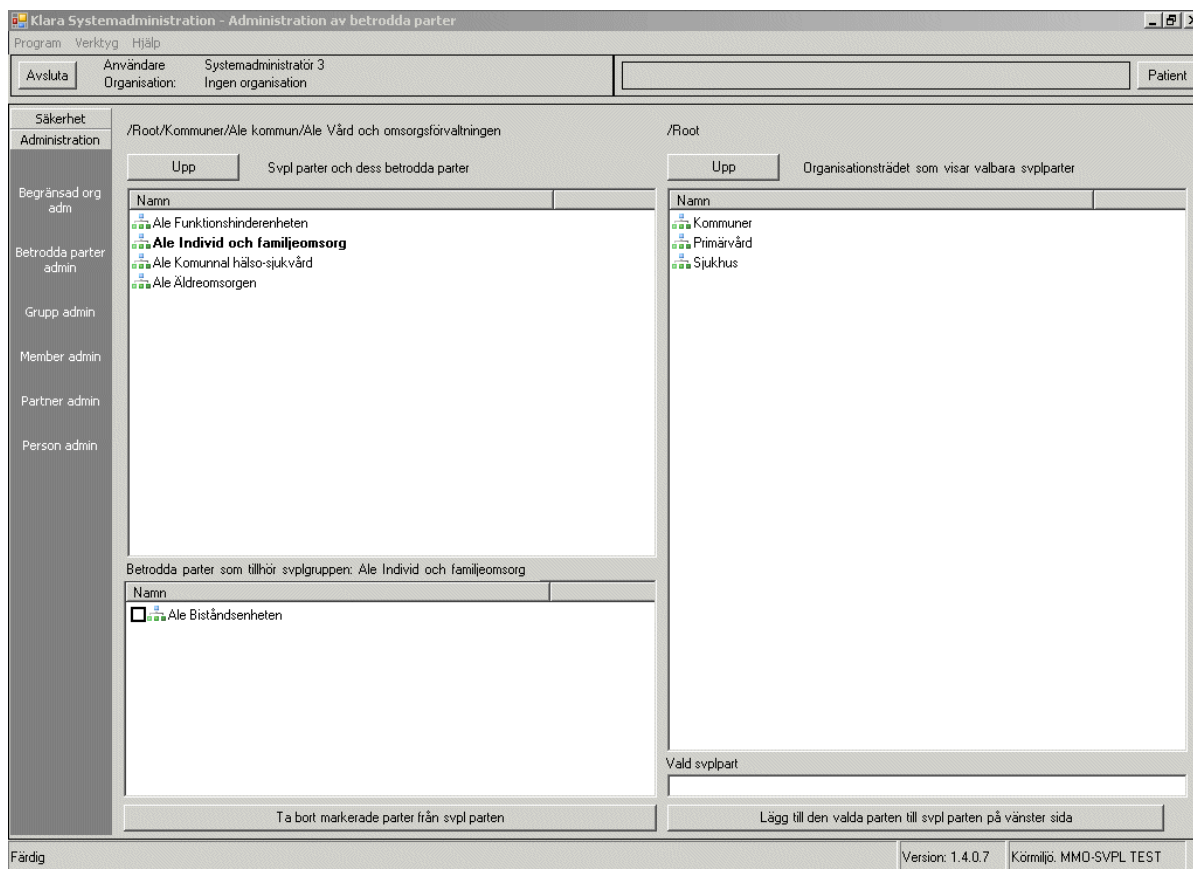 Klara Systemadministration - Administration av betrodda parter
Program Verktyg Hjälp
Avsluta
Användare Systemadministratör 3
Organisation: Ingen organisation
Patient
Säkerhet
Administration
Begränsad org adm
Betrodda parter admin
Grupp admin
Member admin
Partner admin
Person admin
/Root/Kommuner/Ale kommun/Ale Vård och omsorgsförvaltningen
Upp Svpl parter och dess betrodda parter
Namn
Ale Funktionshinderenheten
Ale Individ och familjeomsorg
Ale Komunnal hälso-sjukvård
Ale Äldreomsorgen
Betrodda parter som tillhör svplgruppen: Ale Individ och familjeomsorg
Namn
Ale Biståndsenheten
Ta bort markerade parter från svpl parten
/Root
Upp Organisationsträdet som visar valbara svplparter
Namn
Kommuner
Primärvård
Sjukhus
Vald svplpart
Lägg till den valda parten till svpl parten på vänster sida
Färdig
Version: 1.4.0.7
Körmiljö. MMO-SVPL TEST